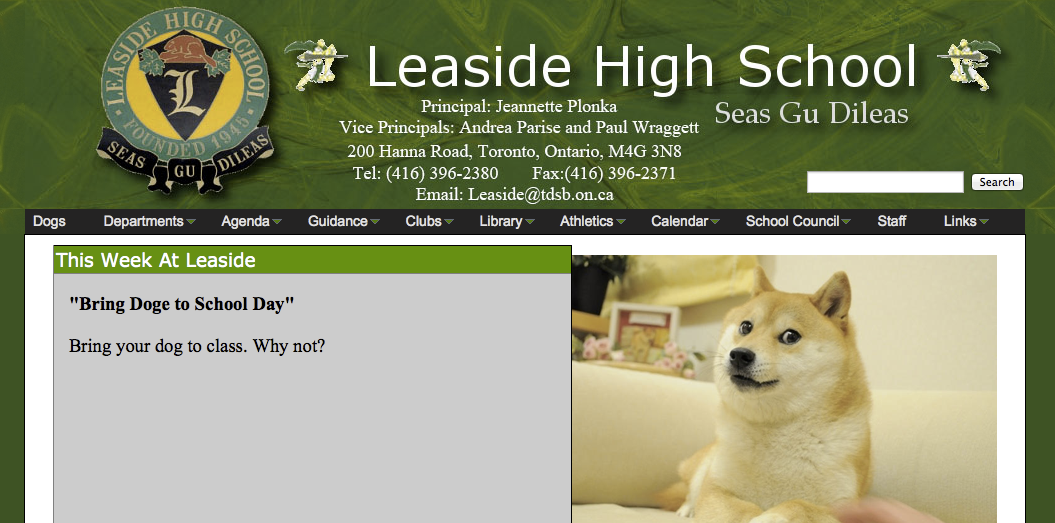 LEASIDE HIGH SCHOOL
L
FOUNDED 1945
SEAS GU DILEAS
Leaside High School
Seas Gu Dileas
Principal: Jeannette Plonka
Vice Principals: Andrea Parise and Paul Wraggett
200 Hanna Road, Toronto, Ontario, M4G 3N8
Tel: (416) 396-2380 Fax:(416) 396-2371
Email: Leaside@tdsb.on.ca
Search
Dogs Departments Agenda Guidance Clubs Library Athletics Calendar School Council Staff Links
This Week At Leaside
"Bring Doge to School Day"
Bring your dog to class. Why not?